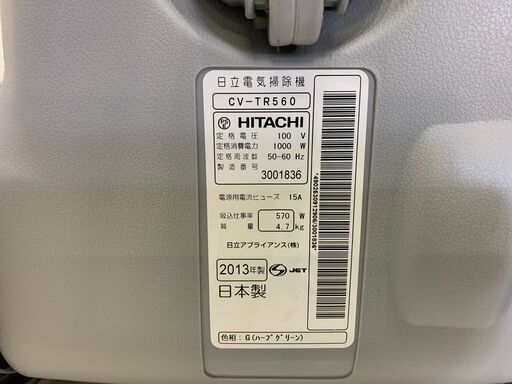 日立電気掃除機
CV-TR560
HITACHI
定格電圧 100 V
定格消費電力 1000 W
定格周波数 50-60 Hz
製造番号
3001836
電源用電流ヒューズ 15A
吸込仕事率 570 W
質量 4.7 kg
日立アプライアンス(株)
2013年製 S JET
日本製
色相:G(ハーブグリーン)
*4902530912906/3001836*